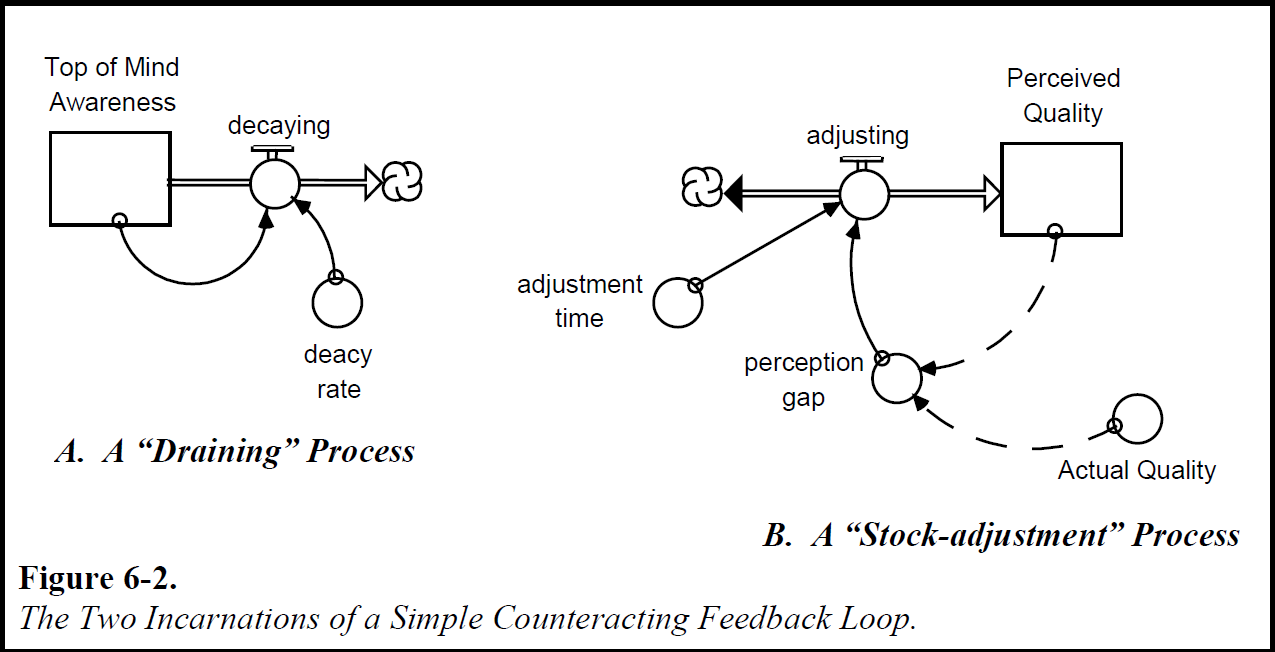 Top of Mind
Awareness
decaying
deacy
rate
A. A “Draining” Process
Perceived
Quality
adjusting
adjustment
time
perception
gap
Actual Quality
B. A “Stock-adjustment” Process
Figure 6-2.
The Two Incarnations of a Simple Counteracting Feedback Loop.